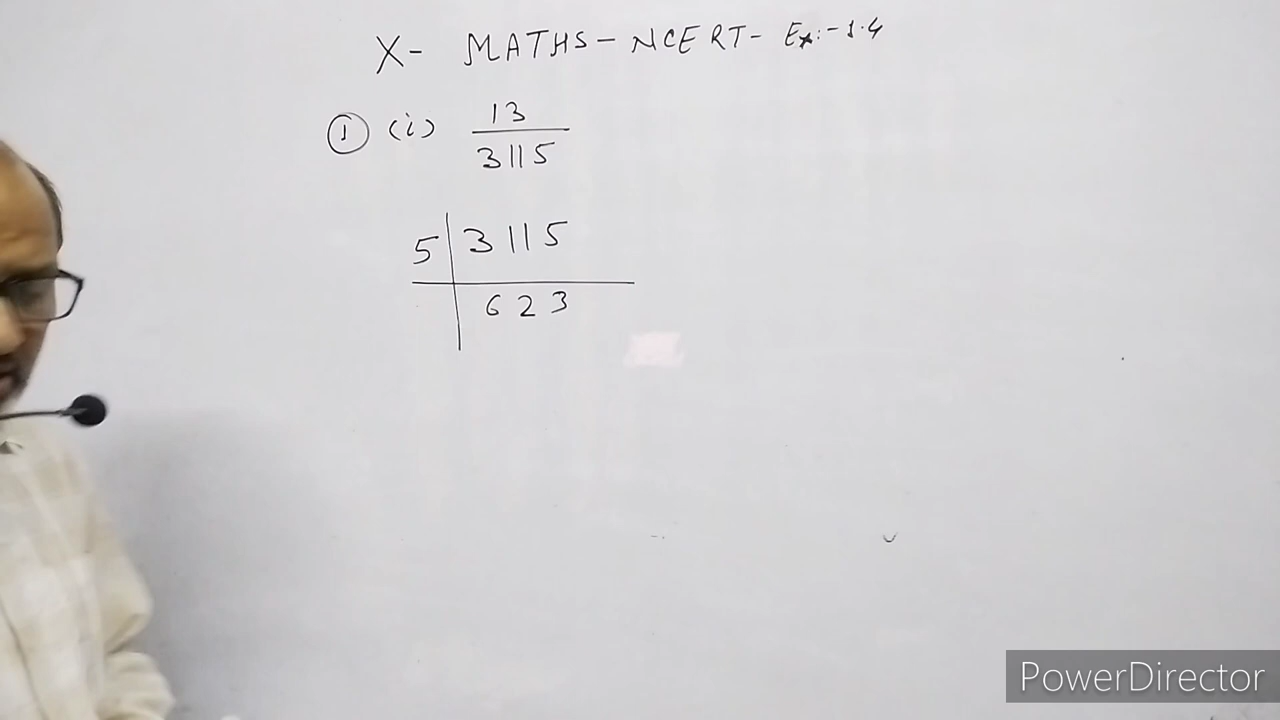 X- MATHS - NCERT - Ex:- 1.4
① (i) 13
3115
5 | 3115
623
PowerDirector